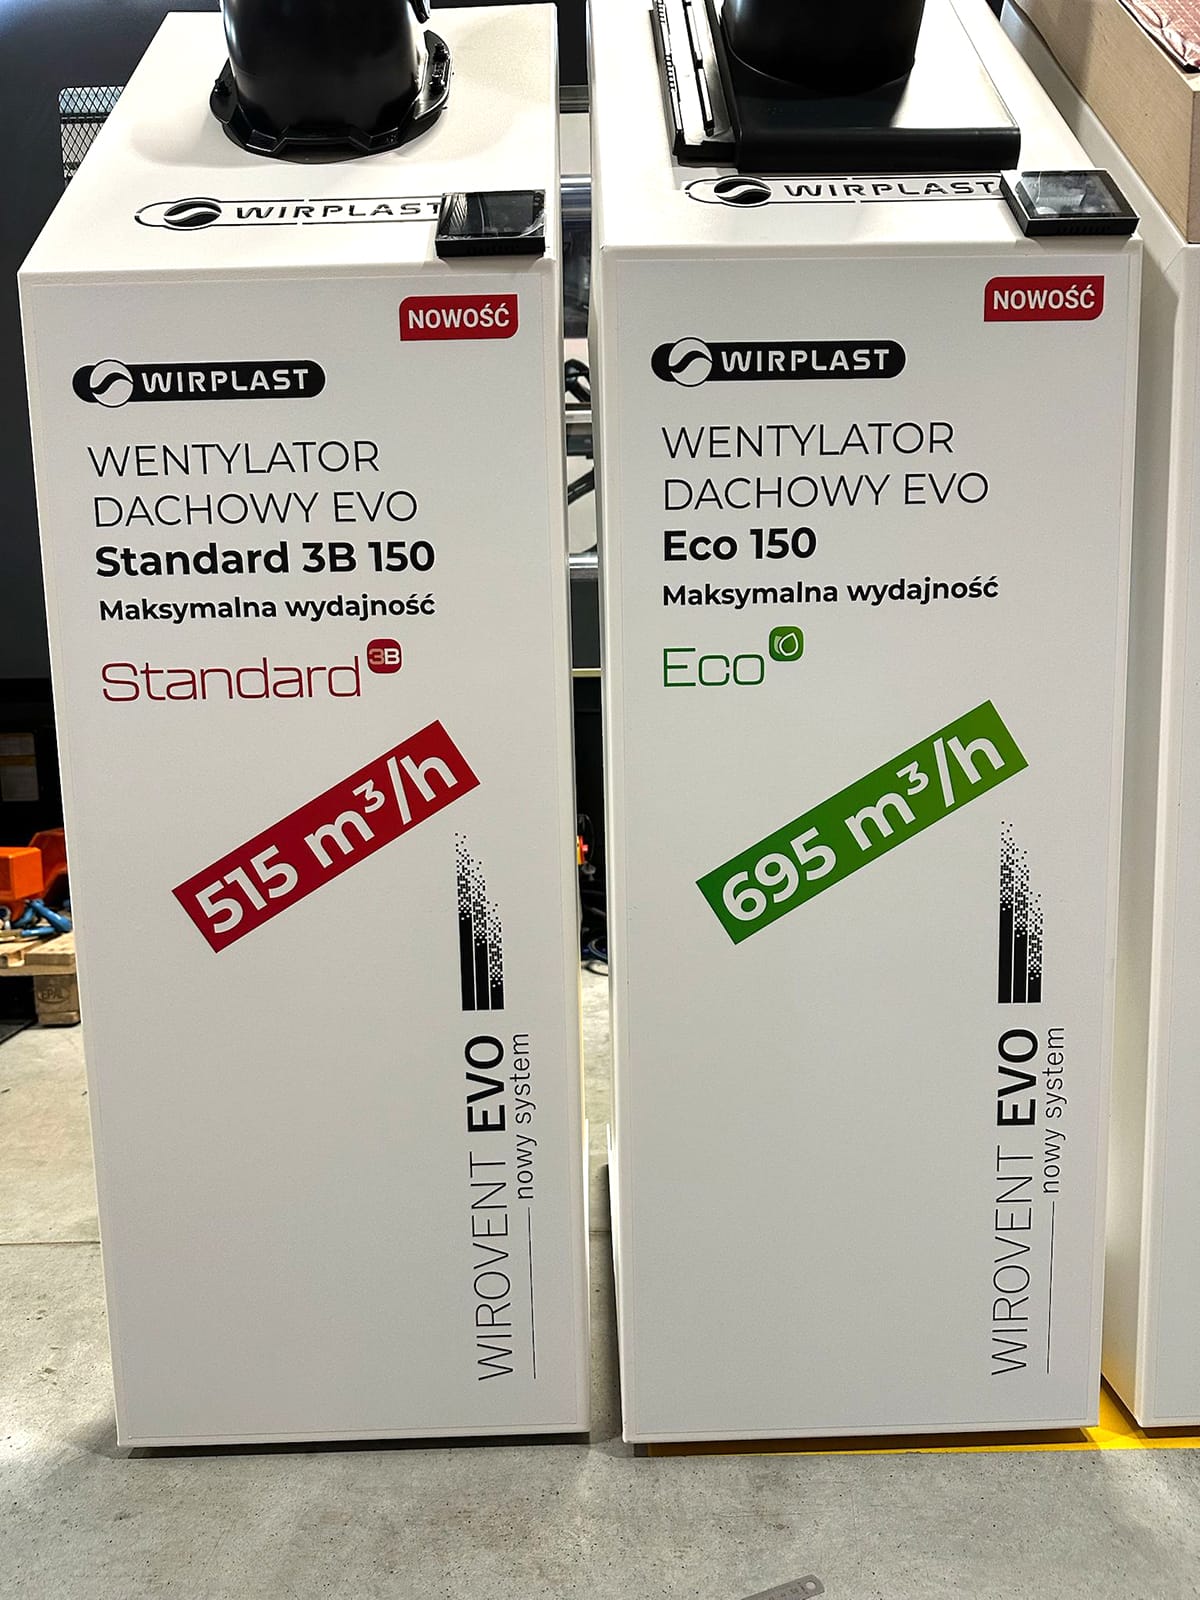 WIRPLAST
NOWOŚĆ
WIRPLAST
WENTYLATOR
DACHOWY EVO
Standard 3B 150
Maksymalna wydajność
Standard 3B
515 m³/h
WIROVENT EVO
nowy system
WIRPLAST
NOWOŚĆ
WIRPLAST
WENTYLATOR
DACHOWY EVO
Eco 150
Maksymalna wydajność
Eco
695 m³/h
WIROVENT EVO
nowy system
EPAL